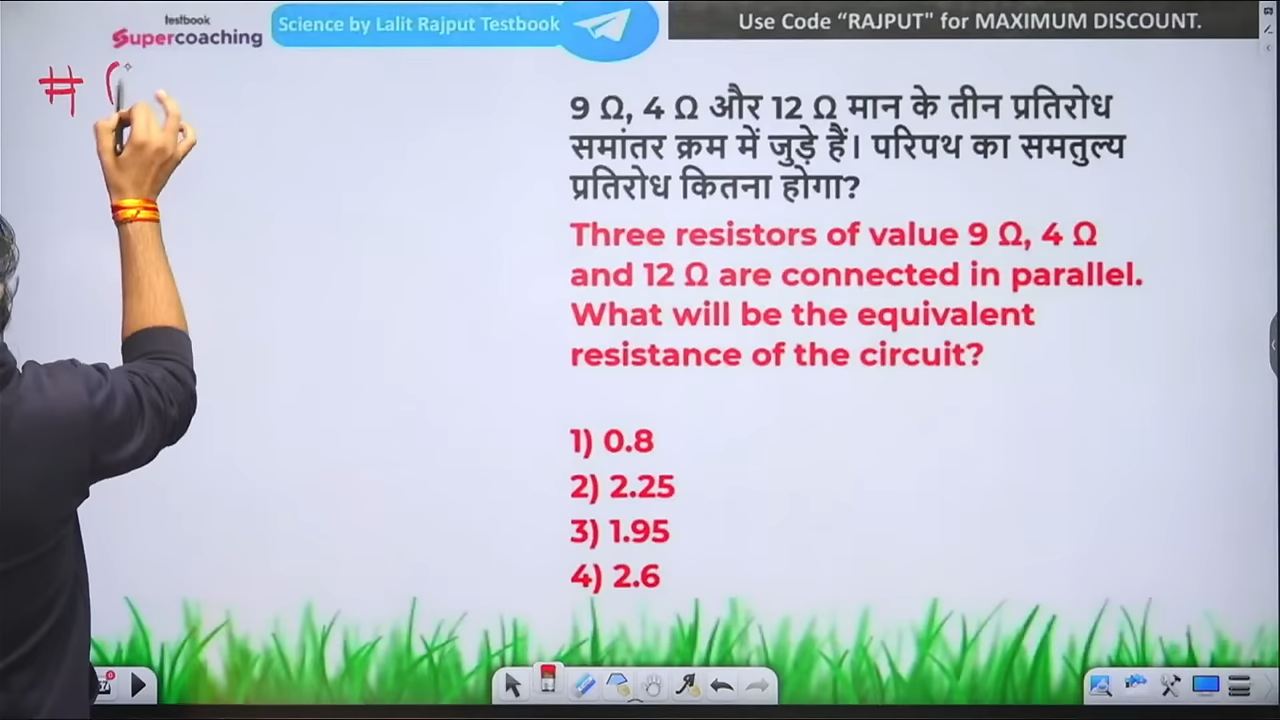 testbook
Supercoaching
Science by Lalit Rajput Testbook
Use Code “RAJPUT" for MAXIMUM DISCOUNT.
#
9 Ω, 4 Ω और 12 Ω मान के तीन प्रतिरोध
समांतर क्रम में जुड़े हैं। परिपथ का समतुल्य
प्रतिरोध कितना होगा?
Three resistors of value 9 Ω, 4 Ω
and 12 Ω are connected in parallel.
What will be the equivalent
resistance of the circuit?
1) 0.8
2) 2.25
3) 1.95
4) 2.6